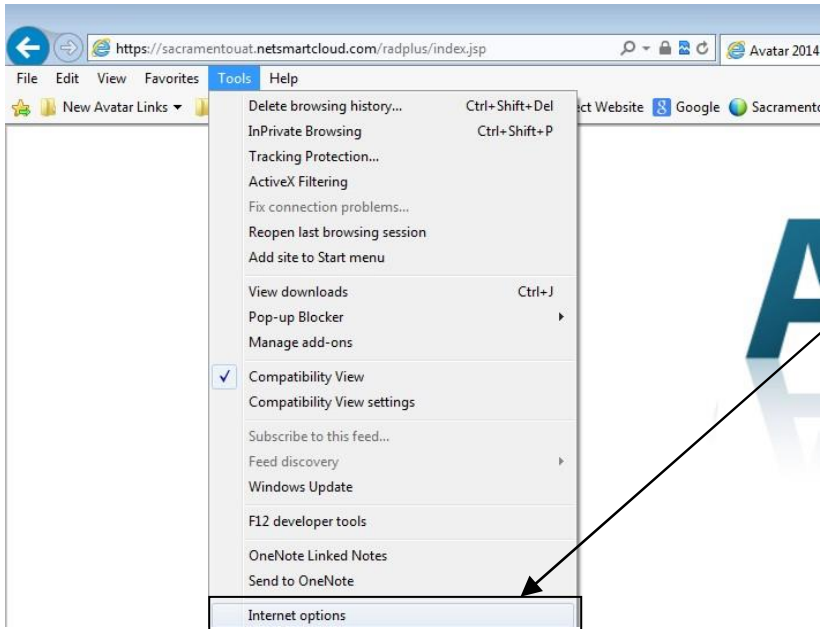 https://sacramentouat.netsmartcloud.com/radplus/index.jsp Avatar 2014
File Edit View Favorites Tools Help
New Avatar Links ct Website Google Sacramento
Delete browsing history... Ctrl+Shift+Del
InPrivate Browsing Ctrl+Shift+P
Tracking Protection...
ActiveX Filtering
Fix connection problems...
Reopen last browsing session
Add site to Start menu
View downloads Ctrl+J
Pop-up Blocker
Manage add-ons
Compatibility View
Compatibility View settings
Subscribe to this feed...
Feed discovery
Windows Update
F12 developer tools
OneNote Linked Notes
Send to OneNote
Internet options
A